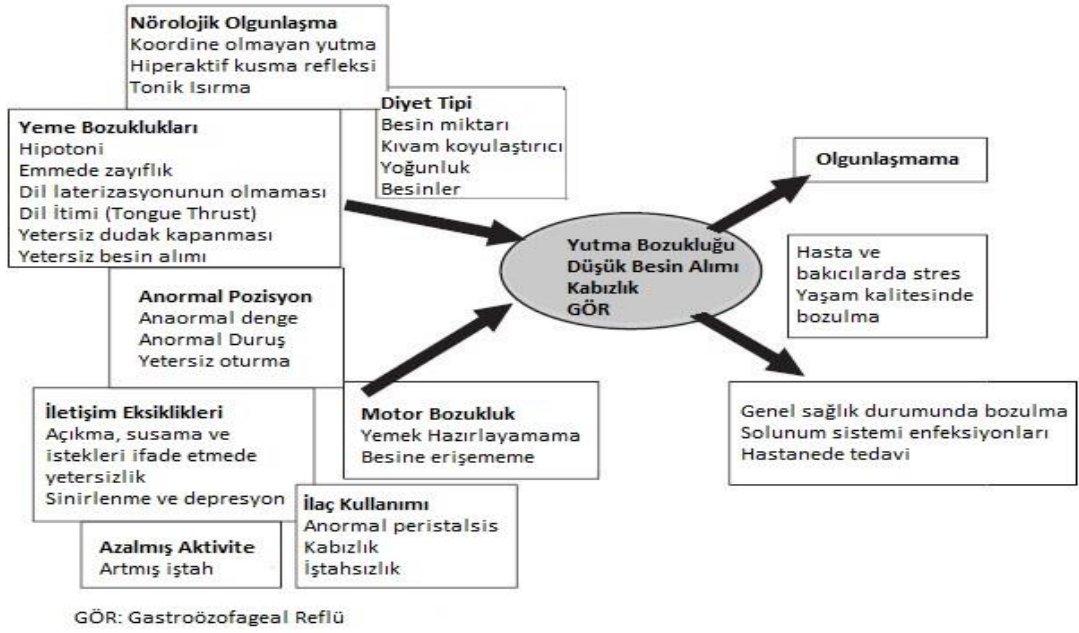 Nörolojik Olgunlaşma
Koordine olmayan yutma
Hiperaktif kusma refleksi
Tonik Isırma
Diyet Tipi
Besin miktarı
Kıvam koyulaştırıcı
Yoğunluk
Besinler
Yeme Bozuklukları
Hipotoni
Emmede zayıflık
Dil laterizasyonunun olmaması
Dil İtimi (Tongue Thrust)
Yetersiz dudak kapanması
Yetersiz besin alımı
Anormal Pozisyon
Anaormal denge
Anormal Duruş
Yetersiz oturma
İletişim Eksiklikleri
Açıkma, susama ve
istekleri ifade etmede
yetersizlik
Sinirlenme ve depresyon
Motor Bozukluk
Yemek Hazırlayamama
Besine erişememe
İlaç Kullanımı
Anormal peristalsis
Kabızlık
İştahsızlık
Azalmış Aktivite
Artmış iştah
Yutma Bozukluğu
Düşük Besin Alımı
Kabızlık
GÖR
Olgunlaşmama
Hasta ve
bakıcılarda stres
Yaşam kalitesinde
bozulma
Genel sağlık durumunda bozulma
Solunum sistemi enfeksiyonları
Hastanede tedavi
GÖR: Gastroözofageal Reflü